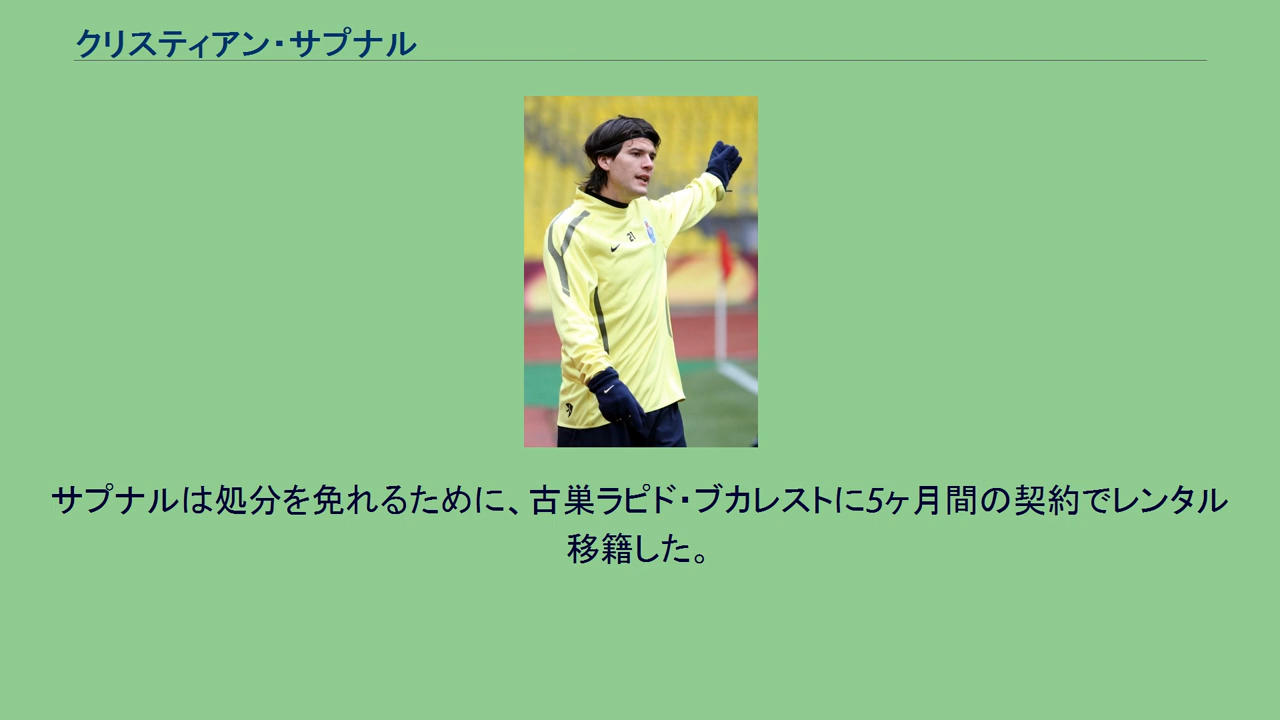 クリスティアン・サプナル
21
サプナルは処分を免れるために、古巣ラピド・ブカレストに5ヶ月間の契約でレンタル
移籍した。